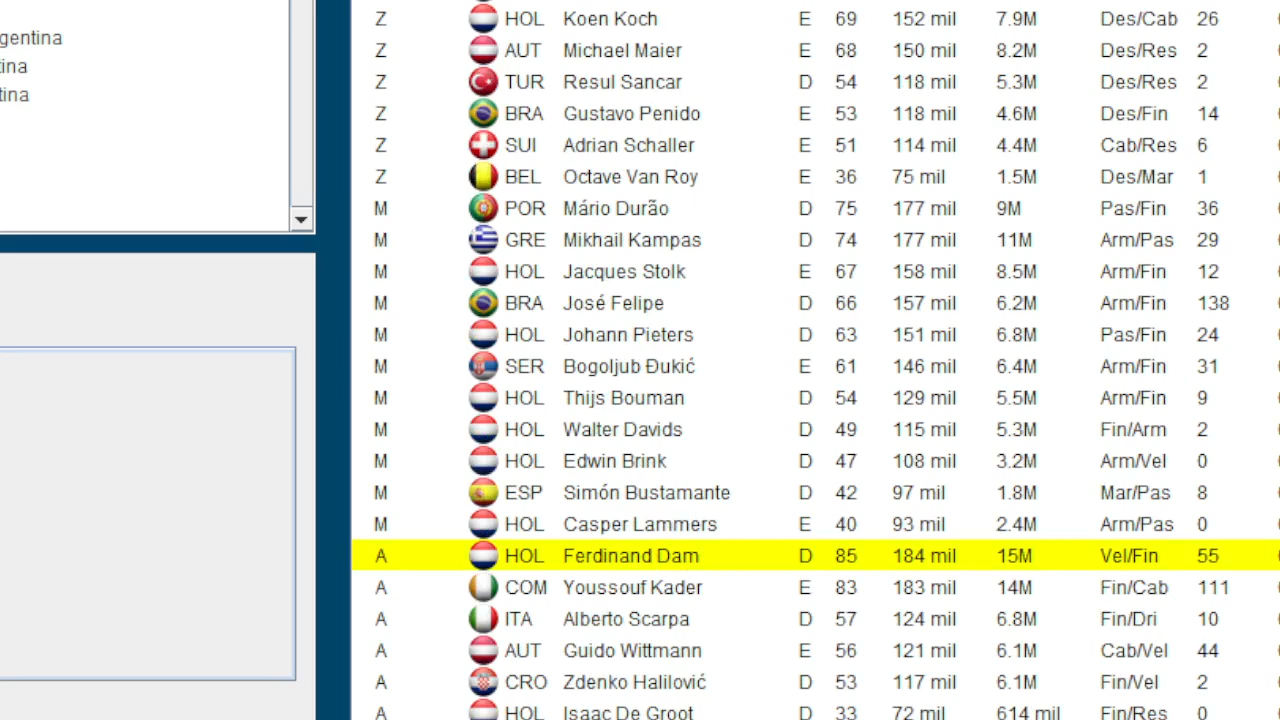 gentina
tina
tina
Z HOL Koen Koch E 69 152 mil 7.9M Des/Cab 26
Z AUT Michael Maier E 68 150 mil 8.2M Des/Res 2
Z TUR Resul Sancar D 54 118 mil 5.3M Des/Res 2
Z BRA Gustavo Penido E 53 118 mil 4.6M Des/Fin 14
Z SUI Adrian Schaller E 51 114 mil 4.4M Cab/Res 6
Z BEL Octave Van Roy E 36 75 mil 1.5M Des/Mar 1
M POR Mário Durão D 75 177 mil 9M Pas/Fin 36
M GRE Mikhail Kampas D 74 177 mil 11M Arm/Pas 29
M HOL Jacques Stolk E 67 158 mil 8.5M Arm/Fin 12
M BRA José Felipe D 66 157 mil 6.2M Arm/Fin 138
M HOL Johann Pieters D 63 151 mil 6.8M Pas/Fin 24
M SER Bogoljub Đukić E 61 146 mil 6.4M Arm/Fin 31
M HOL Thijs Bouman D 54 129 mil 5.5M Arm/Fin 9
M HOL Walter Davids D 49 115 mil 5.3M Fin/Arm 2
M HOL Edwin Brink D 47 108 mil 3.2M Arm/Vel 0
M ESP Simón Bustamante D 42 97 mil 1.8M Mar/Pas 8
M HOL Casper Lammers E 40 93 mil 2.4M Arm/Pas 0
A HOL Ferdinand Dam D 85 184 mil 15M Vel/Fin 55
A COM Youssouf Kader E 83 183 mil 14M Fin/Cab 111
A ITA Alberto Scarpa D 57 124 mil 6.8M Fin/Dri 10
A AUT Guido Wittmann E 56 121 mil 6.1M Cab/Vel 44
A CRO Zdenko Halilović D 53 117 mil 6.1M Fin/Vel 2
A HOL Isaac De Groot D 33 72 mil 614 mil Fin/Res 0